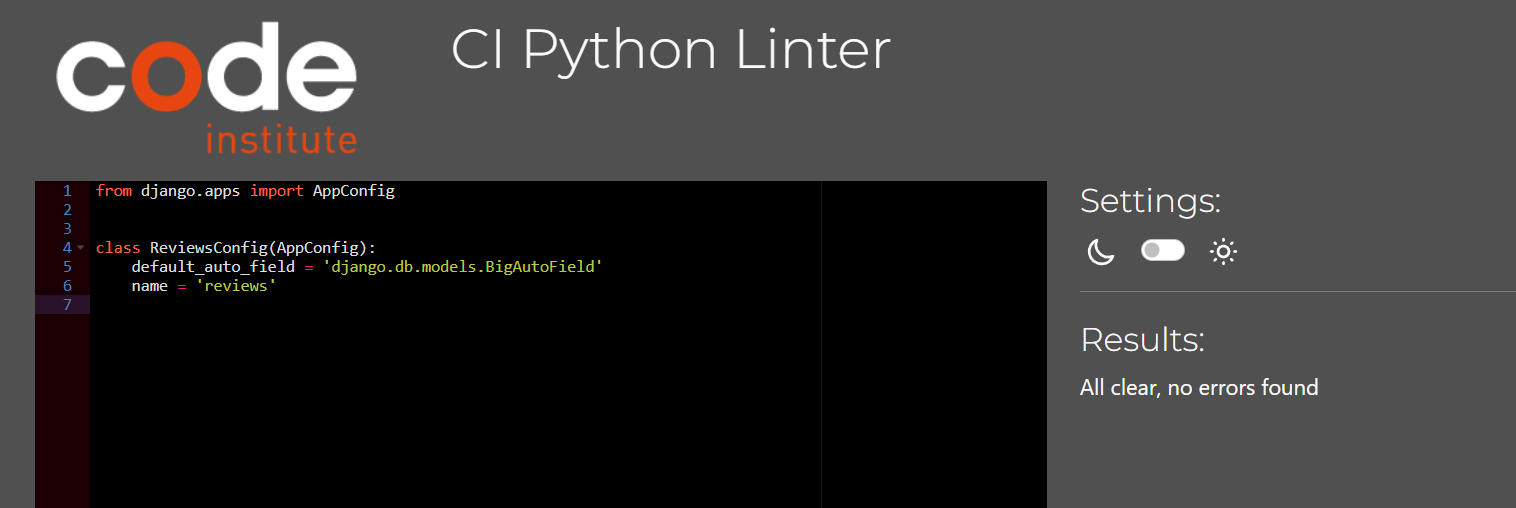 code
institute
CI Python Linter
1 from django.apps import AppConfig
2
3
4 class ReviewsConfig(AppConfig):
5     default_auto_field = 'django.db.models.BigAutoField'
6     name = 'reviews'
7
Settings:
Results:
All clear, no errors found